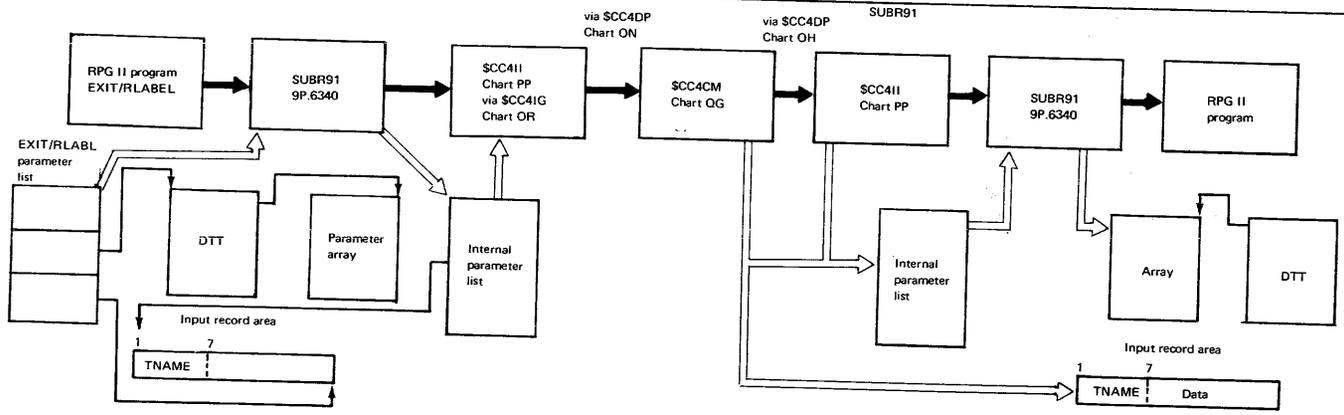 SUBR91
via $CC4DP
Chart ON
via $CC4DP
Chart OH
RPG II program
EXIT/RLABEL
SUBR91
9P.6340
$CC4II
Chart PP
via $CC4IG
Chart OR
$CC4CM
Chart QG
$CC4II
Chart PP
SUBR91
9P.6340
RPG II
program
EXIT/RLABL
parameter
list
DTT
Parameter
array
Internal
parameter
list
Internal
parameter
list
Array
DTT
Input record area
1 7
TNAME
Input record area
1 7
TNAME Data